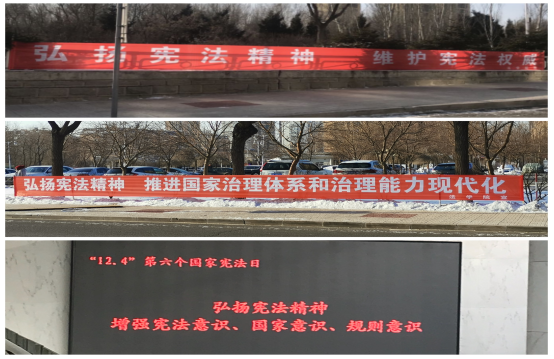 弘扬宪法精神 维护宪法权威
弘扬宪法精神 推进国家治理体系和治理能力现代化
“12.4”第六个国家宪法日
弘扬宪法精神
增强宪法意识、国家意识、规则意识